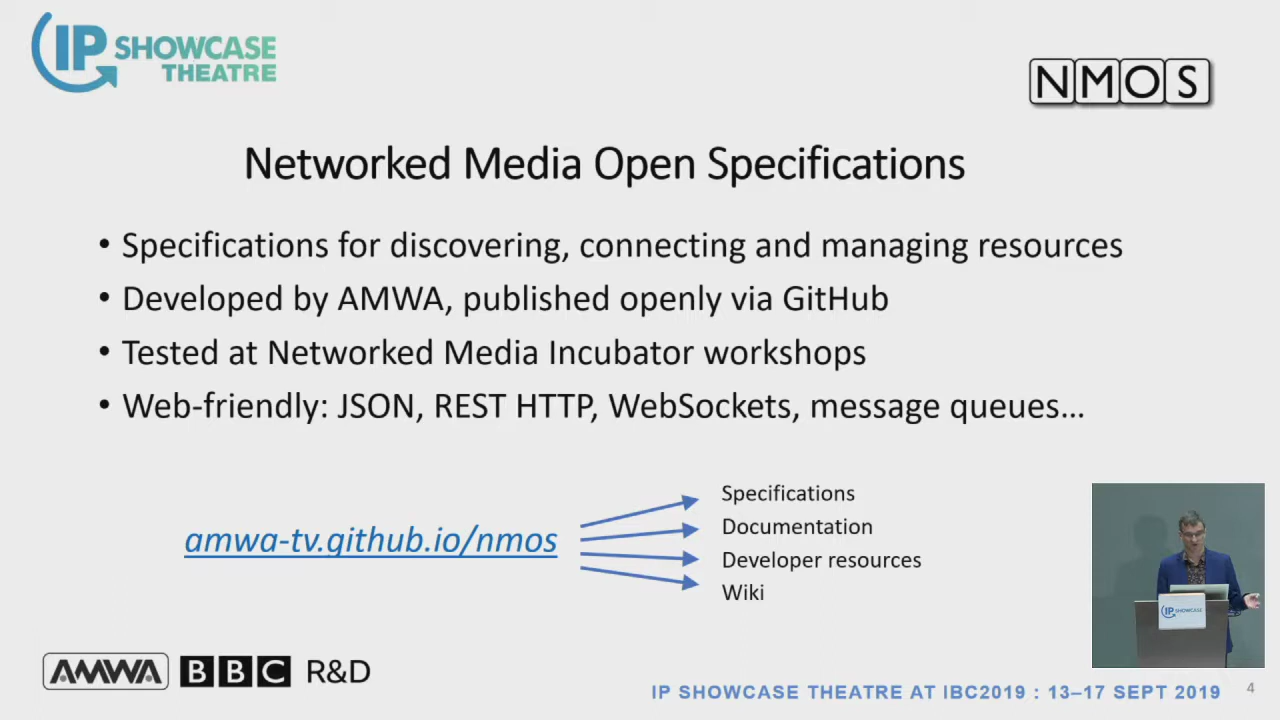 IP SHOWCASE
THEATRE
NMOS
Networked Media Open Specifications
• Specifications for discovering, connecting and managing resources
• Developed by AMWA, published openly via GitHub
• Tested at Networked Media Incubator workshops
• Web-friendly: JSON, REST HTTP, WebSockets, message queues…
amwa-tv.github.io/nmos
Specifications
Documentation
Developer resources
Wiki
IP SHOWCASE
AMWA BBC R&D
IP SHOWCASE THEATRE AT IBC2019 : 13–17 SEPT 2019 4